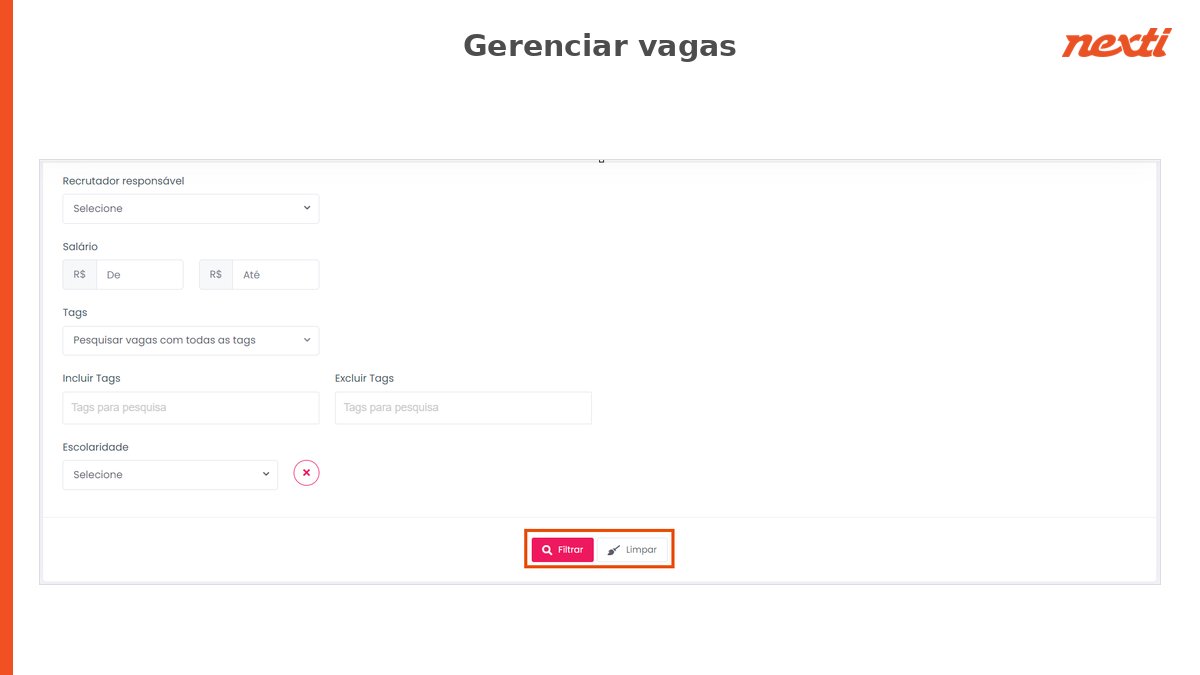 Gerenciar vagas
nexti
Recrutador responsável
Selecione
Salário
R$ De R$ Até
Tags
Pesquisar vagas com todas as tags
Incluir Tags Excluir Tags
Tags para pesquisa Tags para pesquisa
Escolaridade
Selecione
Filtrar Limpar